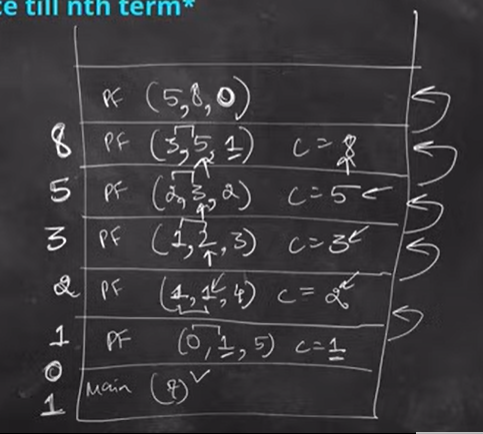 te till nth term*
PF (5,8,0)
8 PF (3,5,1) c = 8
5 PF (2,3,2) c=5
3 PF (1,2,3) c=3
2 PF (1,1,4) c = 2
1 PF (0,1,5) c=1
0
1 Main (7)